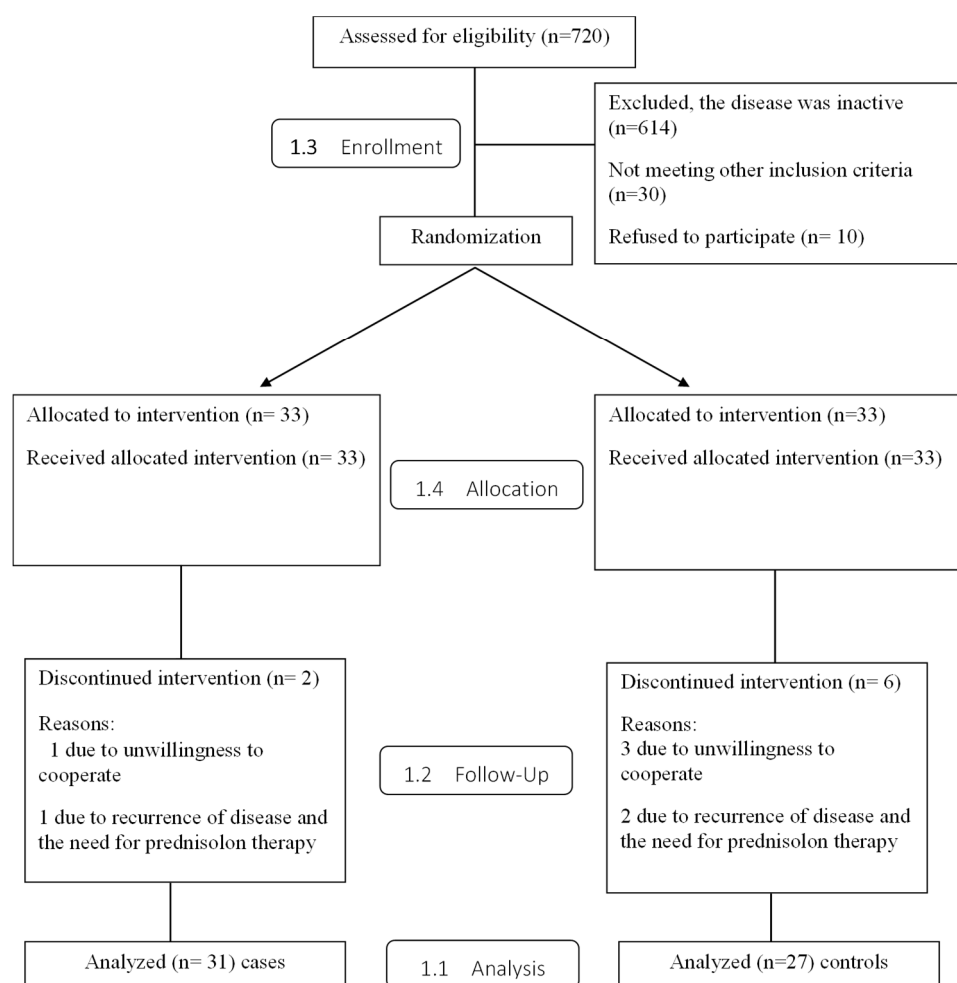 Assessed for eligibility (n=720)
Excluded, the disease was inactive
(n=614)
Not meeting other inclusion criteria
(n=30)
Refused to participate (n= 10)
1.3 Enrollment
Randomization
Allocated to intervention (n= 33)
Received allocated intervention (n= 33)
Allocated to intervention (n=33)
Received allocated intervention (n=33)
1.4 Allocation
Discontinued intervention (n= 2)
Reasons:
1 due to unwillingness to
cooperate
1 due to recurrence of disease and
the need for prednisolon therapy
Discontinued intervention (n= 6)
Reasons:
3 due to unwillingness to
cooperate
2 due to recurrence of disease and
the need for prednisolon therapy
1.2 Follow-Up
Analyzed (n= 31) cases
1.1 Analysis
Analyzed (n=27) controls